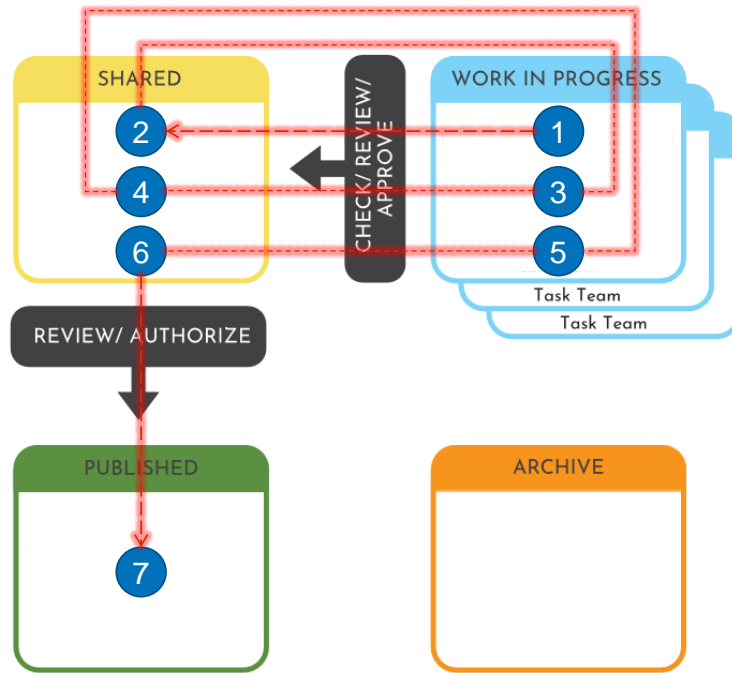 SHARED
WORK IN PROGRESS
CHECK/ REVIEW/
APPROVE
2
1
4
3
6
5
Task Team
Task Team
REVIEW/ AUTHORIZE
PUBLISHED
ARCHIVE
7